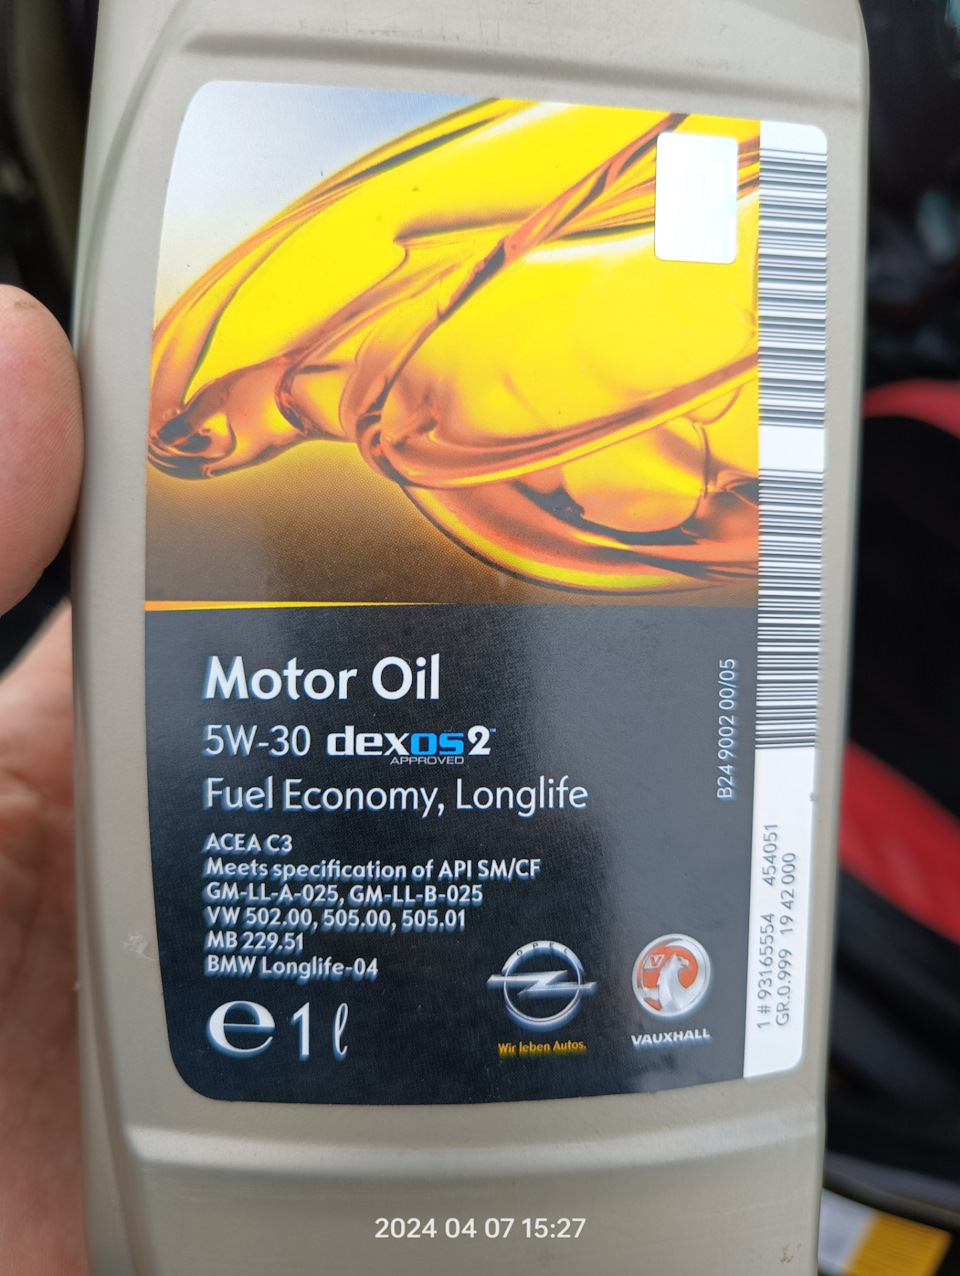 Motor Oil
5W-30 dexos2™
APPROVED
Fuel Economy, Longlife
ACEA C3
Meets specification of API SM/CF
GM-LL-A-025, GM-LL-B-025
VW 502.00, 505.00, 505.01
MB 229.51
BMW Longlife-04
e 1 ℓ
OPEL
Wir leben Autos.
V
VAUXHALL
B24 9002 00/05
1 # 93165554 454051
GR.0.999 19 42 000
2024 04 07 15:27